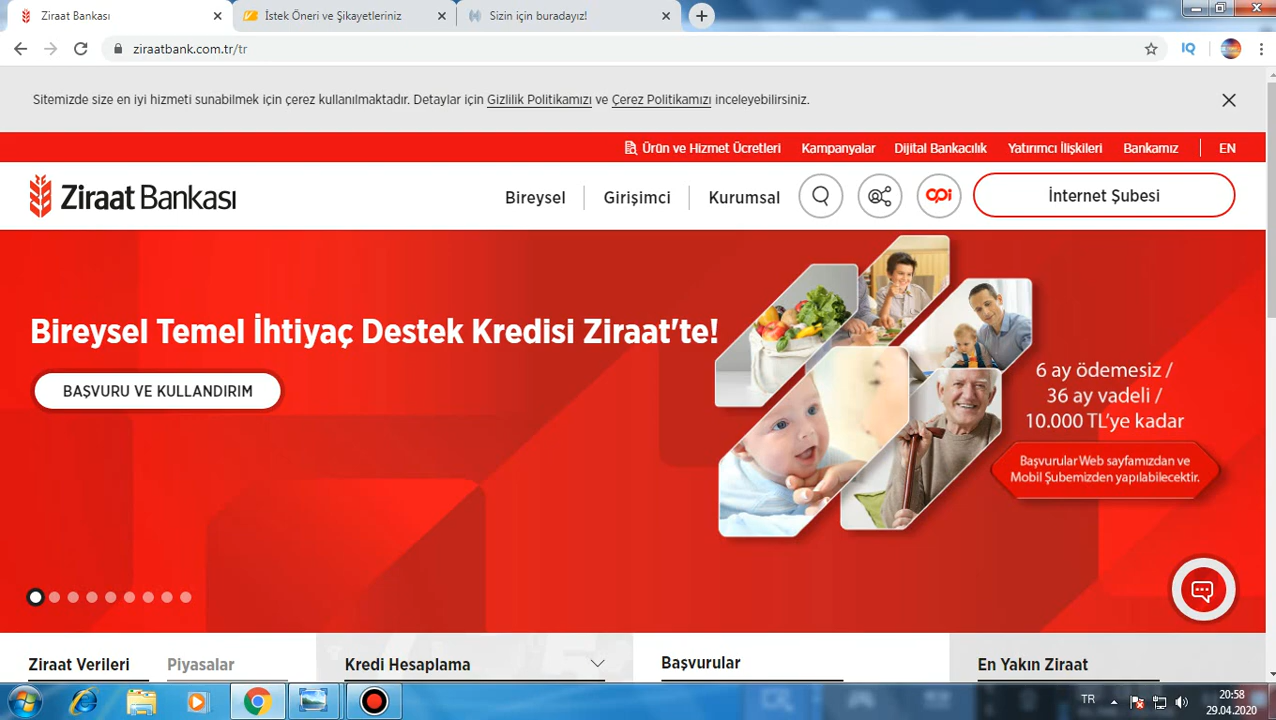 Ziraat Bankası
İstek Öneri ve Şikayetleriniz
Sizin için buradayız!
ziraatbank.com.tr/tr
IQ
Sitemizde size en iyi hizmeti sunabilmek için çerez kullanılmaktadır. Detaylar için Gizlilik Politikamızı ve Çerez Politikamızı inceleyebilirsiniz.
Ürün ve Hizmet Ücretleri
Kampanyalar
Dijital Bankacılık
Yatırımcı İlişkileri
Bankamız
EN
Ziraat Bankası
Bireysel
Girişimci
Kurumsal
opi
İnternet Şubesi
Bireysel Temel İhtiyaç Destek Kredisi Ziraat'te!
BAŞVURU VE KULLANDIRIM
6 ay ödemesiz /
36 ay vadeli /
10.000 TL'ye kadar
Başvurular Web sayfamızdan ve
Mobil Şubemizden yapılabilecektir.
Ziraat Verileri
Piyasalar
Kredi Hesaplama
Başvurular
En Yakın Ziraat
TR
20:58
29.04.2020